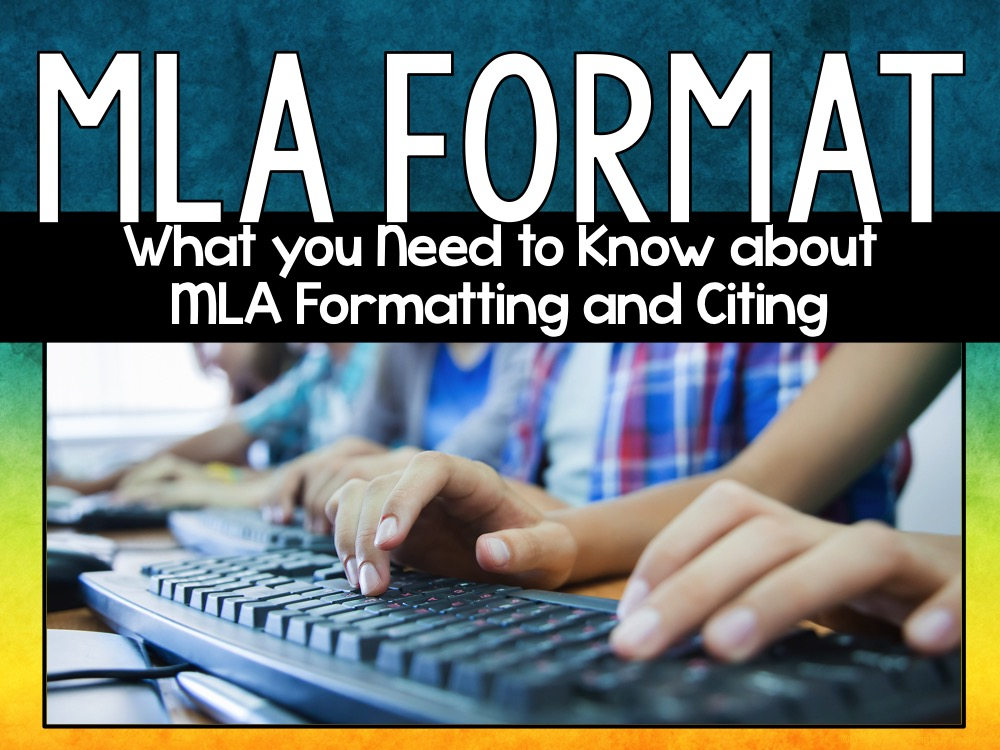 MLA FORMAT
What you Need to Know about
MLA Formatting and Citing